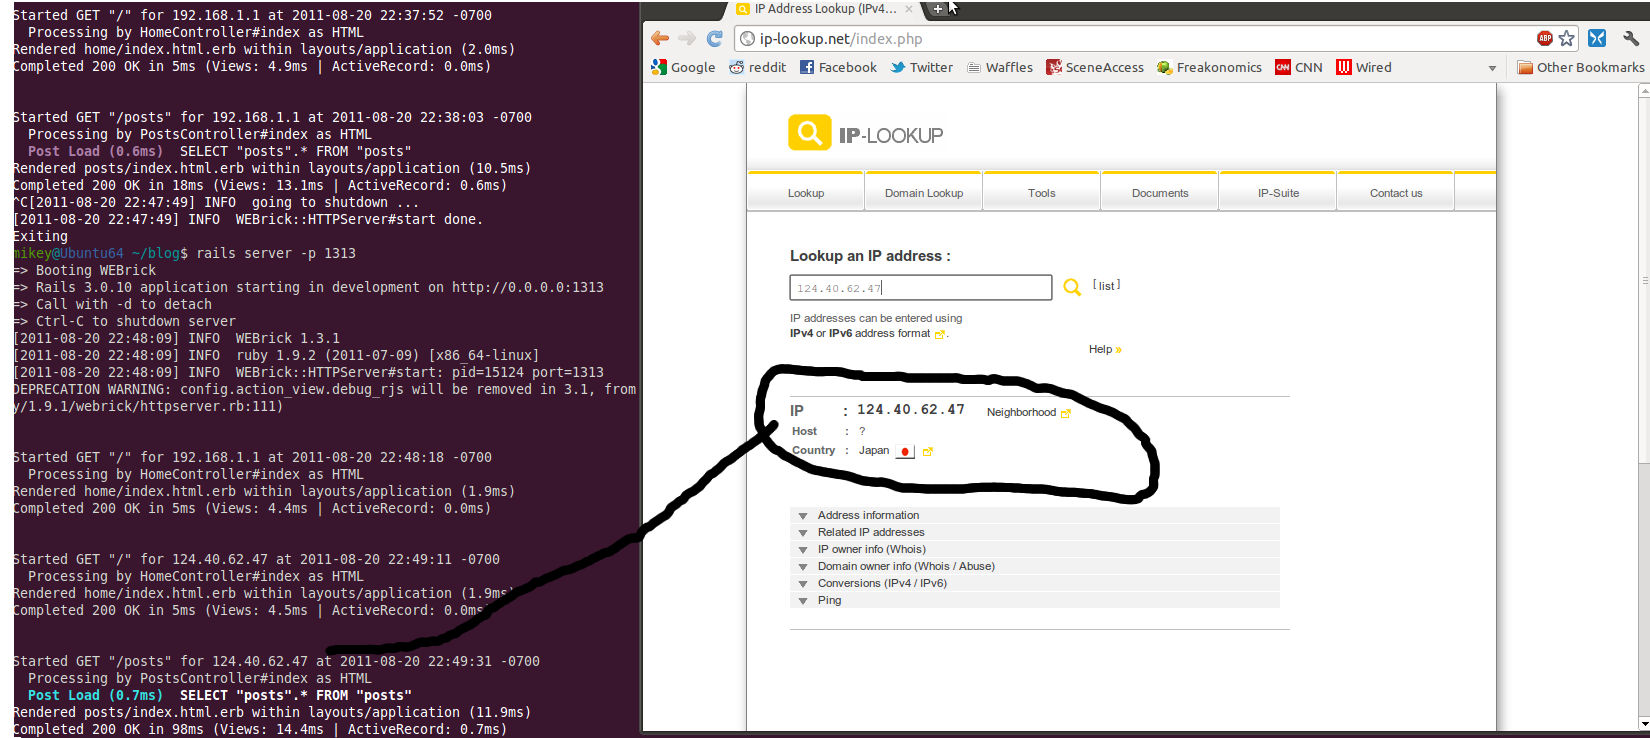 Started GET "/" for 192.168.1.1 at 2011-08-20 22:37:52 -0700
Processing by HomeController#index as HTML
Rendered home/index.html.erb within layouts/application (2.0ms)
Completed 200 OK in 5ms (Views: 4.9ms | ActiveRecord: 0.0ms)
Started GET "/posts" for 192.168.1.1 at 2011-08-20 22:38:03 -0700
Processing by PostsController#index as HTML
Post Load (0.6ms) SELECT "posts".* FROM "posts"
Rendered posts/index.html.erb within layouts/application (10.5ms)
Completed 200 OK in 18ms (Views: 13.1ms | ActiveRecord: 0.6ms)
^C[2011-08-20 22:47:49] INFO going to shutdown ...
[2011-08-20 22:47:49] INFO WEBrick::HTTPServer#start done.
Exiting
mikey@Ubuntu64 ~/blog$ rails server -p 1313
=> Booting WEBrick
=> Rails 3.0.10 application starting in development on http://0.0.0.0:1313
=> Call with -d to detach
=> Ctrl-C to shutdown server
[2011-08-20 22:48:09] INFO WEBrick 1.3.1
[2011-08-20 22:48:09] INFO ruby 1.9.2 (2011-07-09) [x86_64-linux]
[2011-08-20 22:48:09] INFO WEBrick::HTTPServer#start: pid=15124 port=1313
DEPRECATION WARNING: config.action_view.debug_rjs will be removed in 3.1, from
y/1.9.1/webrick/httpserver.rb:111)
Started GET "/" for 192.168.1.1 at 2011-08-20 22:48:18 -0700
Processing by HomeController#index as HTML
Rendered home/index.html.erb within layouts/application (1.9ms)
Completed 200 OK in 5ms (Views: 4.4ms | ActiveRecord: 0.0ms)
Started GET "/" for 124.40.62.47 at 2011-08-20 22:49:11 -0700
Processing by HomeController#index as HTML
Rendered home/index.html.erb within layouts/application (1.9ms)
Completed 200 OK in 5ms (Views: 4.5ms | ActiveRecord: 0.0ms)
Started GET "/posts" for 124.40.62.47 at 2011-08-20 22:49:31 -0700
Processing by PostsController#index as HTML
Post Load (0.7ms) SELECT "posts".* FROM "posts"
Rendered posts/index.html.erb within layouts/application (11.9ms)
Completed 200 OK in 98ms (Views: 14.4ms | ActiveRecord: 0.7ms)
IP Address Lookup (IPv4...
ip-lookup.net/index.php
ABP
Google reddit Facebook Twitter Waffles SceneAccess Freakonomics CNN Wired Other Bookmarks
IP-LOOKUP
Lookup Domain Lookup Tools Documents IP-Suite Contact us
Lookup an IP address :
124.40.62.47
[ list ]
IP addresses can be entered using
IPv4 or IPv6 address format .
Help »
IP : 124.40.62.47 Neighborhood
Host : ?
Country : Japan
Address information
Related IP addresses
IP owner info (Whois)
Domain owner info (Whois / Abuse)
Conversions (IPv4 / IPv6)
Ping